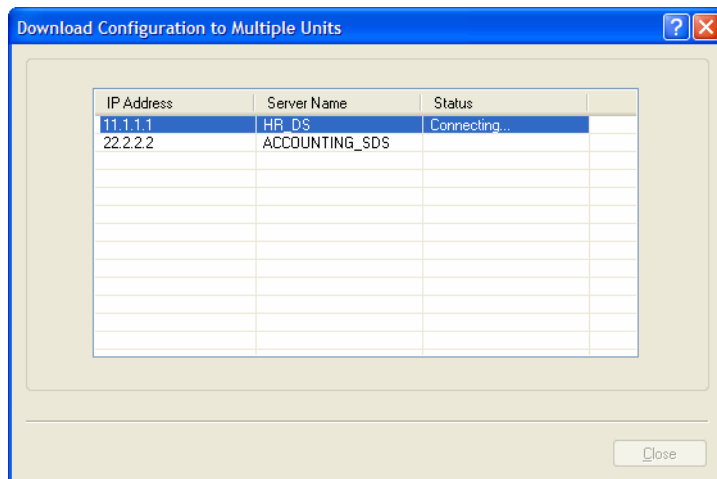 Download Configuration to Multiple Units
?
IP Address Server Name Status
11.1.1.1 HR_DS Connecting...
22.2.2.2 ACCOUNTING_SDS
Close